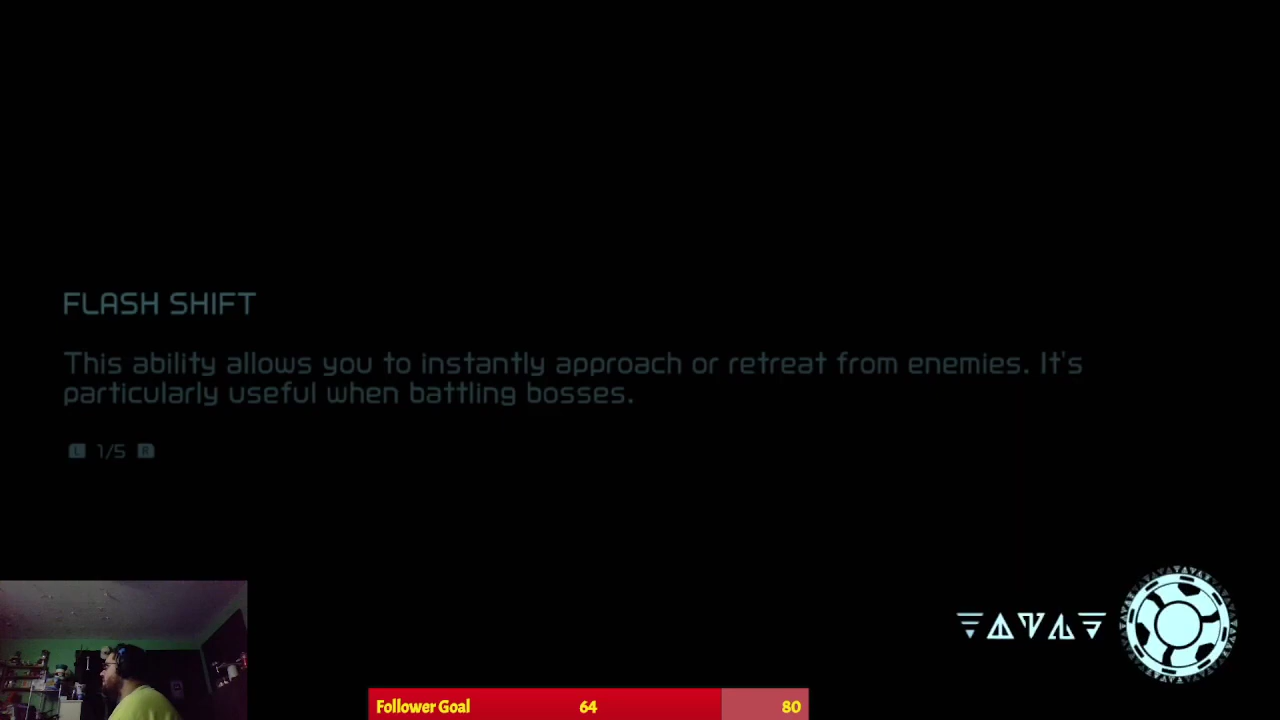 FLASH SHIFT
This ability allows you to instantly approach or retreat from enemies. It's
particularly useful when battling bosses.
L 1/5 R
Follower Goal 64 80